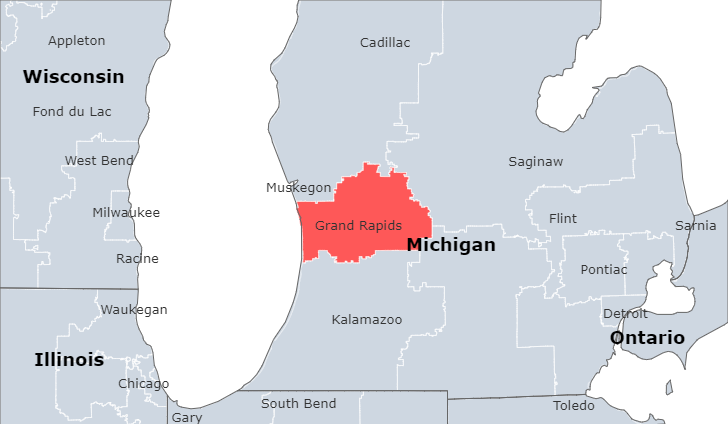 Appleton
Cadillac
Wisconsin
Fond du Lac
West Bend
Saginaw
Muskegon
Milwaukee
Flint
Grand Rapids
Sarnia
Michigan
Racine
Pontiac
Waukegan
Kalamazoo
Detroit
Ontario
Illinois
Chicago
South Bend
Toledo
Gary